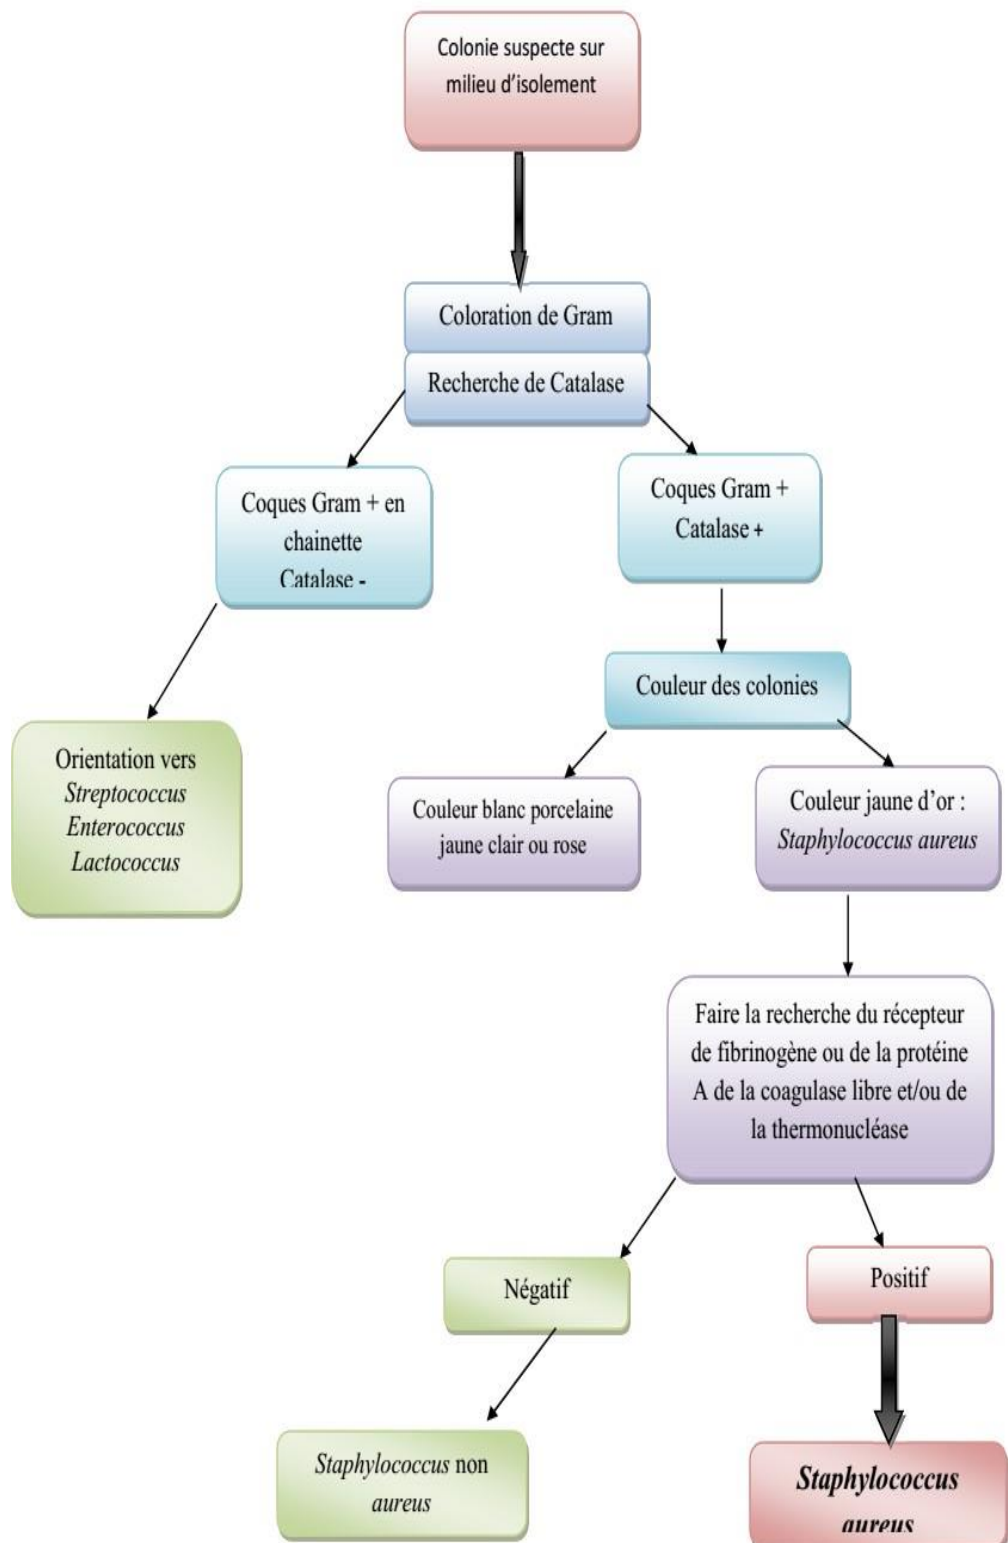 Colonie suspecte sur
milieu d’isolement
Coloration de Gram
Recherche de Catalase
Coques Gram + en
chainette
Catalase -
Coques Gram +
Catalase +
Couleur des colonies
Orientation vers
Streptococcus
Enterococcus
Lactococcus
Couleur blanc porcelaine
jaune clair ou rose
Couleur jaune d’or :
Staphylococcus aureus
Faire la recherche du récepteur
de fibrinogène ou de la protéine
A de la coagulase libre et/ou de
la thermonucléase
Négatif
Positif
Staphylococcus non
aureus
Staphylococcus
aureus